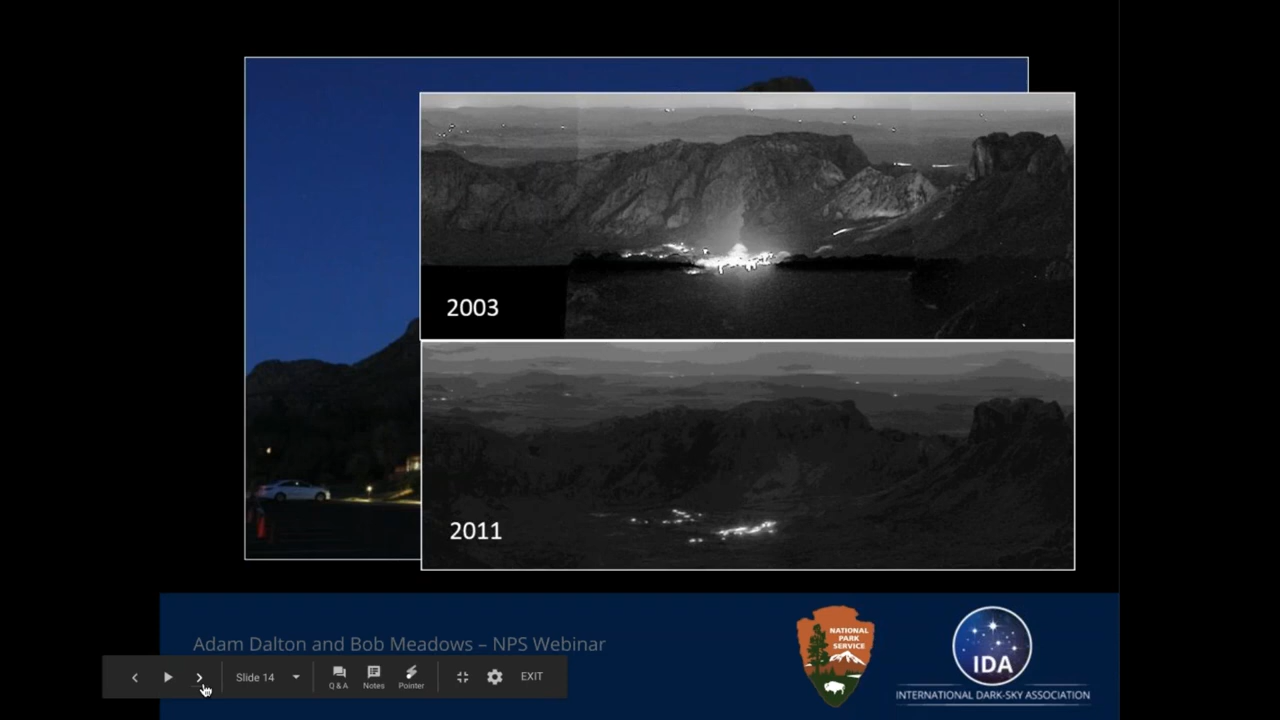 2003
2011
Adam Dalton and Bob Meadows – NPS Webinar
NATIONAL
PARK
SERVICE
IDA
INTERNATIONAL DARK-SKY ASSOCIATION
Slide 14
Q & A
Notes
Pointer
EXIT